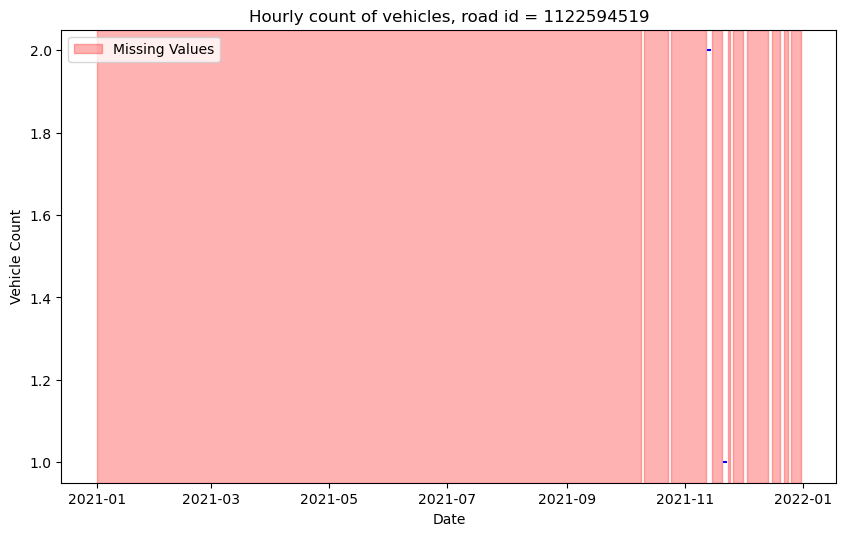 Hourly count of vehicles, road id = 1122594519
Missing Values
Vehicle Count
2.0
1.8
1.6
1.4
1.2
1.0
2021-01 2021-03 2021-05 2021-07 2021-09 2021-11 2022-01
Date